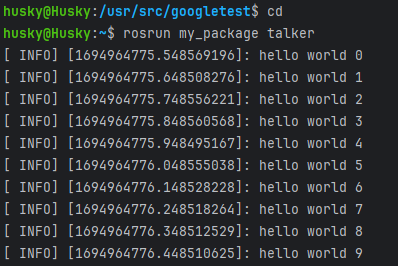 husky@Husky:/usr/src/googletest$ cd
husky@Husky:~$ rosrun my_package talker
[ INFO] [1694964775.548569196]: hello world 0
[ INFO] [1694964775.648508276]: hello world 1
[ INFO] [1694964775.748556221]: hello world 2
[ INFO] [1694964775.848560568]: hello world 3
[ INFO] [1694964775.948495167]: hello world 4
[ INFO] [1694964776.048555038]: hello world 5
[ INFO] [1694964776.148528228]: hello world 6
[ INFO] [1694964776.248518264]: hello world 7
[ INFO] [1694964776.348512529]: hello world 8
[ INFO] [1694964776.448510625]: hello world 9